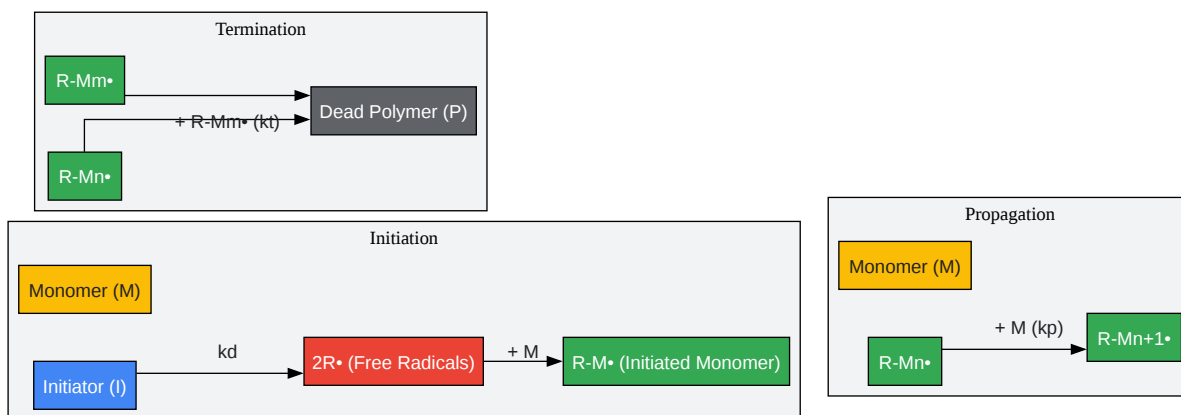 Termination
R-Mm•
Dead Polymer (P)
+ R-Mm• (kt)
R-Mn•
Initiation
Monomer (M)
kd
Initiator (I)
2R• (Free Radicals)
+ M
R-M• (Initiated Monomer)
Propagation
Monomer (M)
+ M (kp)
R-Mn•
R-Mn+1•